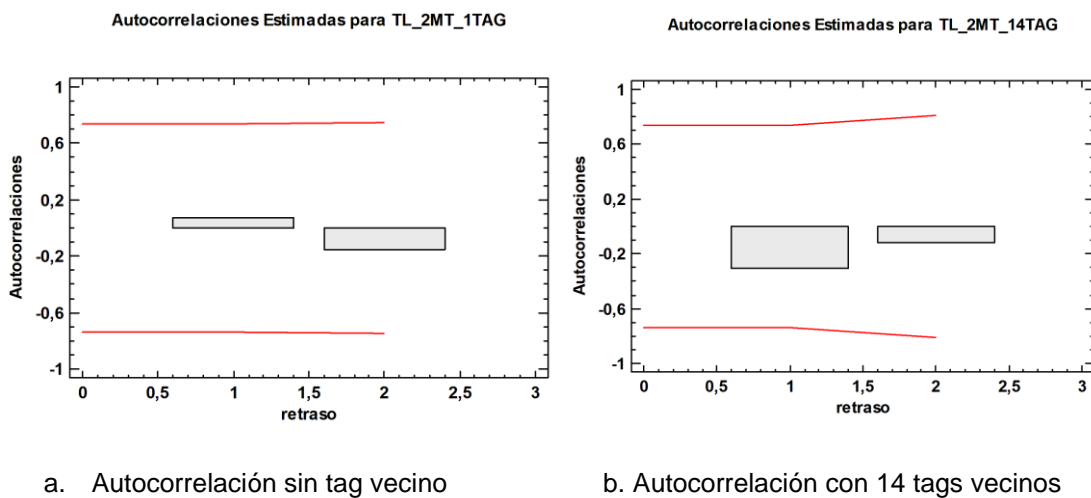 Autocorrelaciones Estimadas para TL_2MT_1TAG
Autocorrelaciones
1
0,6
0,2
-0,2
-0,6
-1
0 0,5 1 1,5 2 2,5 3
retraso
Autocorrelaciones Estimadas para TL_2MT_14TAG
Autocorrelaciones
1
0,6
0,2
-0,2
-0,6
-1
0 0,5 1 1,5 2 2,5 3
retraso
a. Autocorrelación sin tag vecino
b. Autocorrelación con 14 tags vecinos